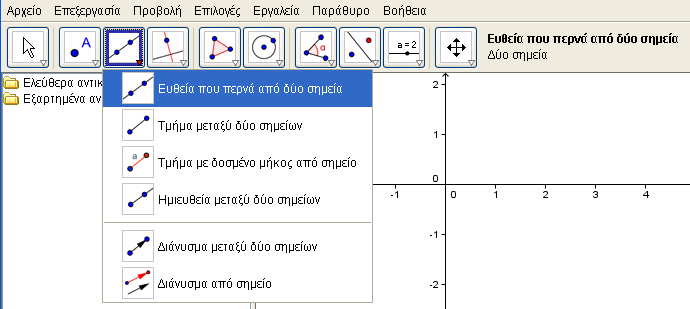 Αρχείο Επεξεργασία Προβολή Επιλογές Εργαλεία Παράθυρο Βοήθεια
A
α
a = 2
Ευθεία που περνά από δύο σημεία
Δύο σημεία
Ελεύθερα αντικ
Εξαρτημένα αν
Ευθεία που περνά από δύο σημεία
Τμήμα μεταξύ δύο σημείων
a
Τμήμα με δοσμένο μήκος από σημείο
Ημιευθεία μεταξύ δύο σημείων
Διάνυσμα μεταξύ δύο σημείων
Διάνυσμα από σημείο
2
1
0
-1 0 1 2 3 4
-1
-2